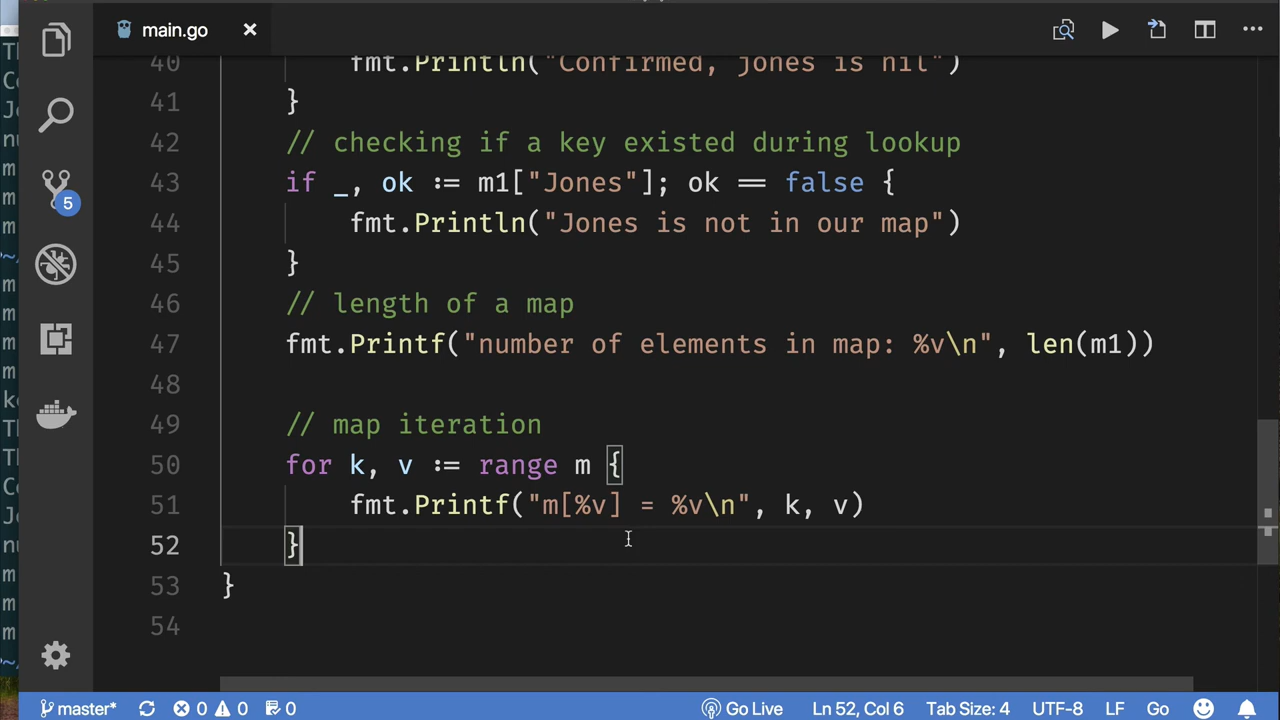 main.go
40 fmt.Println("Confirmed, jones is nil")
41 }
42 // checking if a key existed during lookup
43 if _, ok := m1["Jones"]; ok == false {
44 fmt.Println("Jones is not in our map")
45 }
46 // length of a map
47 fmt.Printf("number of elements in map: %v\n", len(m1))
48
49 // map iteration
50 for k, v := range m {
51 fmt.Printf("m[%v] = %v\n", k, v)
52 }
53 }
54
5
master* 0 0 0 Go Live Ln 52, Col 6 Tab Size: 4 UTF-8 LF Go